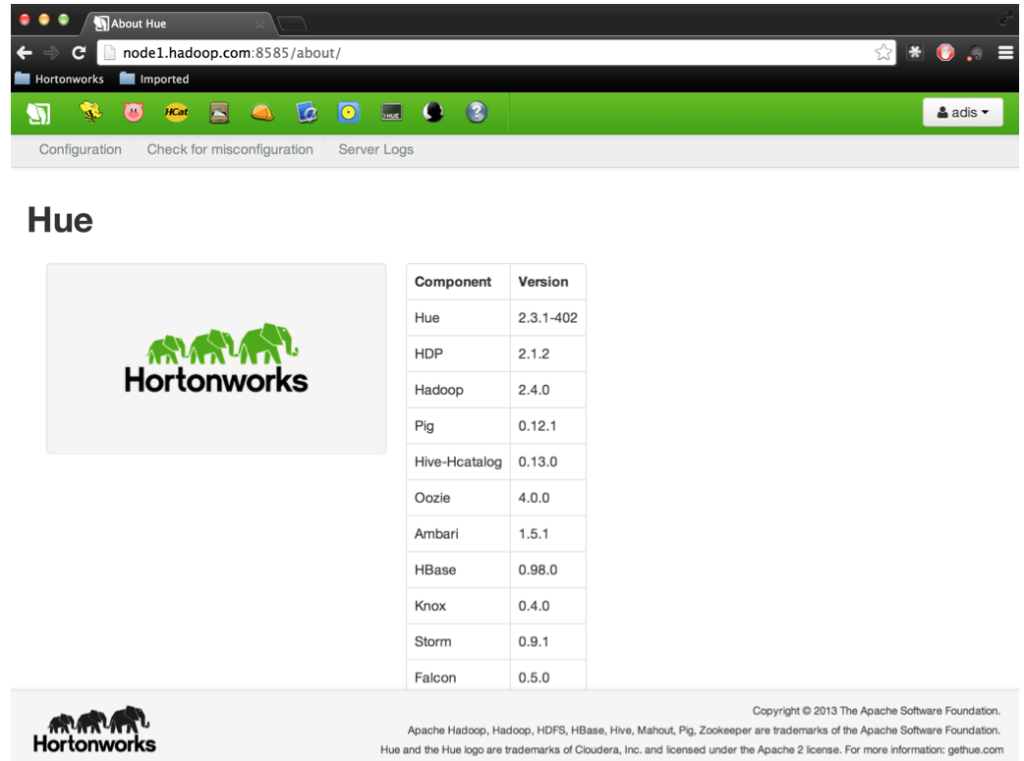 About Hue
node1.hadoop.com:8585/about/
Hortonworks Imported
HCat HUE adis
Configuration Check for misconfiguration Server Logs
Hue
Hortonworks
Component Version
Hue 2.3.1-402
HDP 2.1.2
Hadoop 2.4.0
Pig 0.12.1
Hive-Hcatalog 0.13.0
Oozie 4.0.0
Ambari 1.5.1
HBase 0.98.0
Knox 0.4.0
Storm 0.9.1
Falcon 0.5.0
Hortonworks
Copyright © 2013 The Apache Software Foundation.
Apache Hadoop, Hadoop, HDFS, HBase, Hive, Mahout, Pig, Zookeeper are trademarks of the Apache Software Foundation.
Hue and the Hue logo are trademarks of Cloudera, Inc. and licensed under the Apache 2 license. For more information: gethue.com